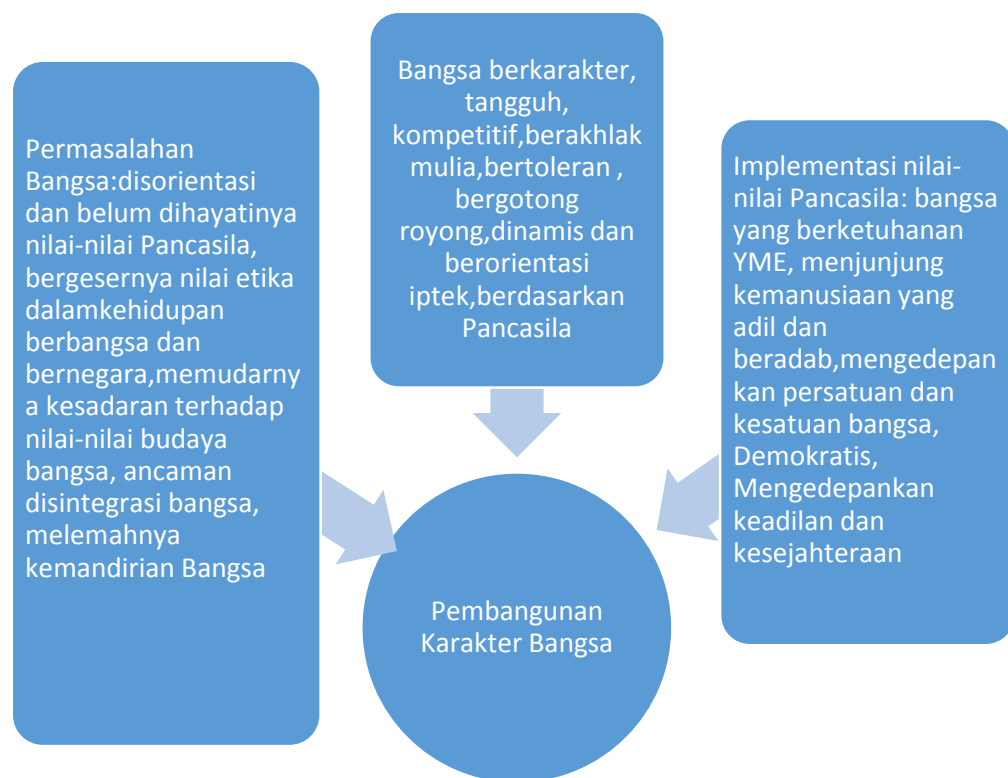 Permasalahan
Bangsa:disorientasi
dan belum dihayatinya
nilai-nilai Pancasila,
bergesernya nilai etika
dalamkehidupan
berbangsa dan
bernegara,memudarny
a kesadaran terhadap
nilai-nilai budaya
bangsa, ancaman
disintegrasi bangsa,
melemahnya
kemandirian Bangsa
Bangsa berkarakter,
tangguh,
kompetitif,berakhlak
mulia,bertoleran ,
bergotong
royong,dinamis dan
berorientasi
iptek,berdasarkan
Pancasila
Implementasi nilai-
nilai Pancasila: bangsa
yang berketuhanan
YME, menjunjung
kemanusiaan yang
adil dan
beradab,mengedepan
kan persatuan dan
kesatuan bangsa,
Demokratis,
Mengedepankan
keadilan dan
kesejahteraan
Pembangunan
Karakter Bangsa